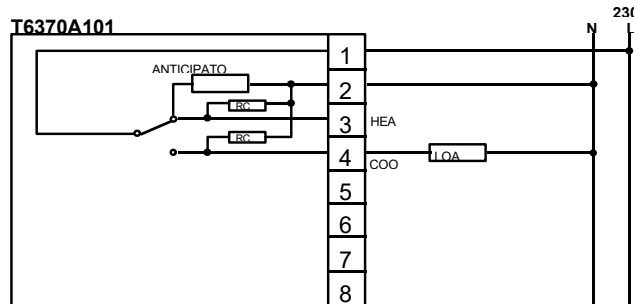 230
T6370A101
N L
1
ANTICIPATO
2
RC
3 HEA
RC
4 COO LOA
5
6
7
8